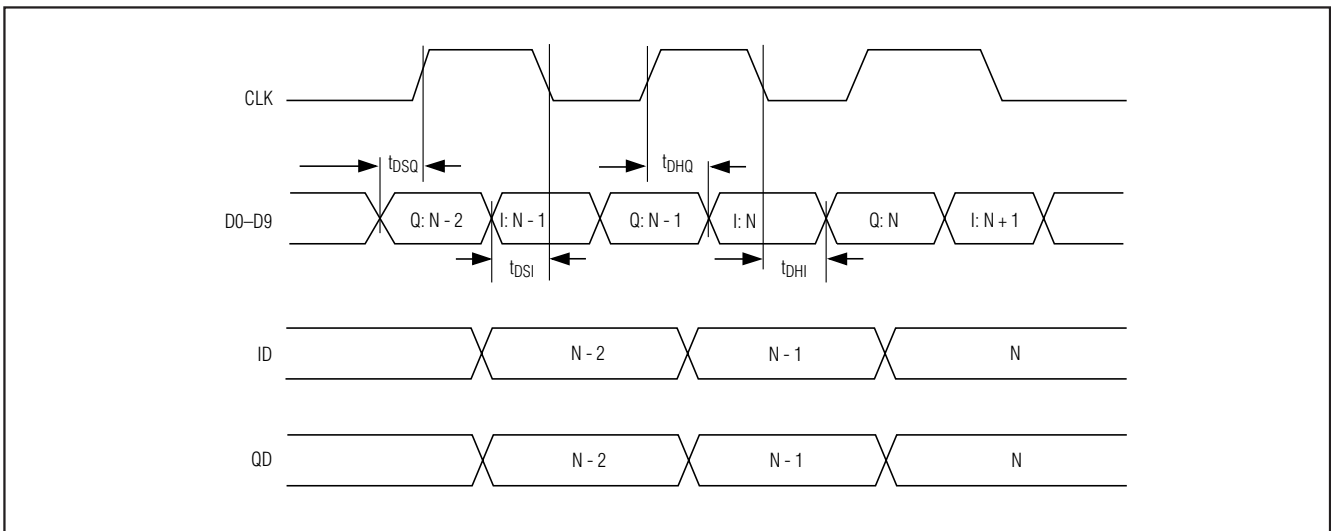 CLK
tDSQ
tDHQ
D0–D9
Q: N - 2
I: N - 1
Q: N - 1
I: N
Q: N
I: N + 1
tDSI
tDHI
ID
N - 2
N - 1
N
QD
N - 2
N - 1
N